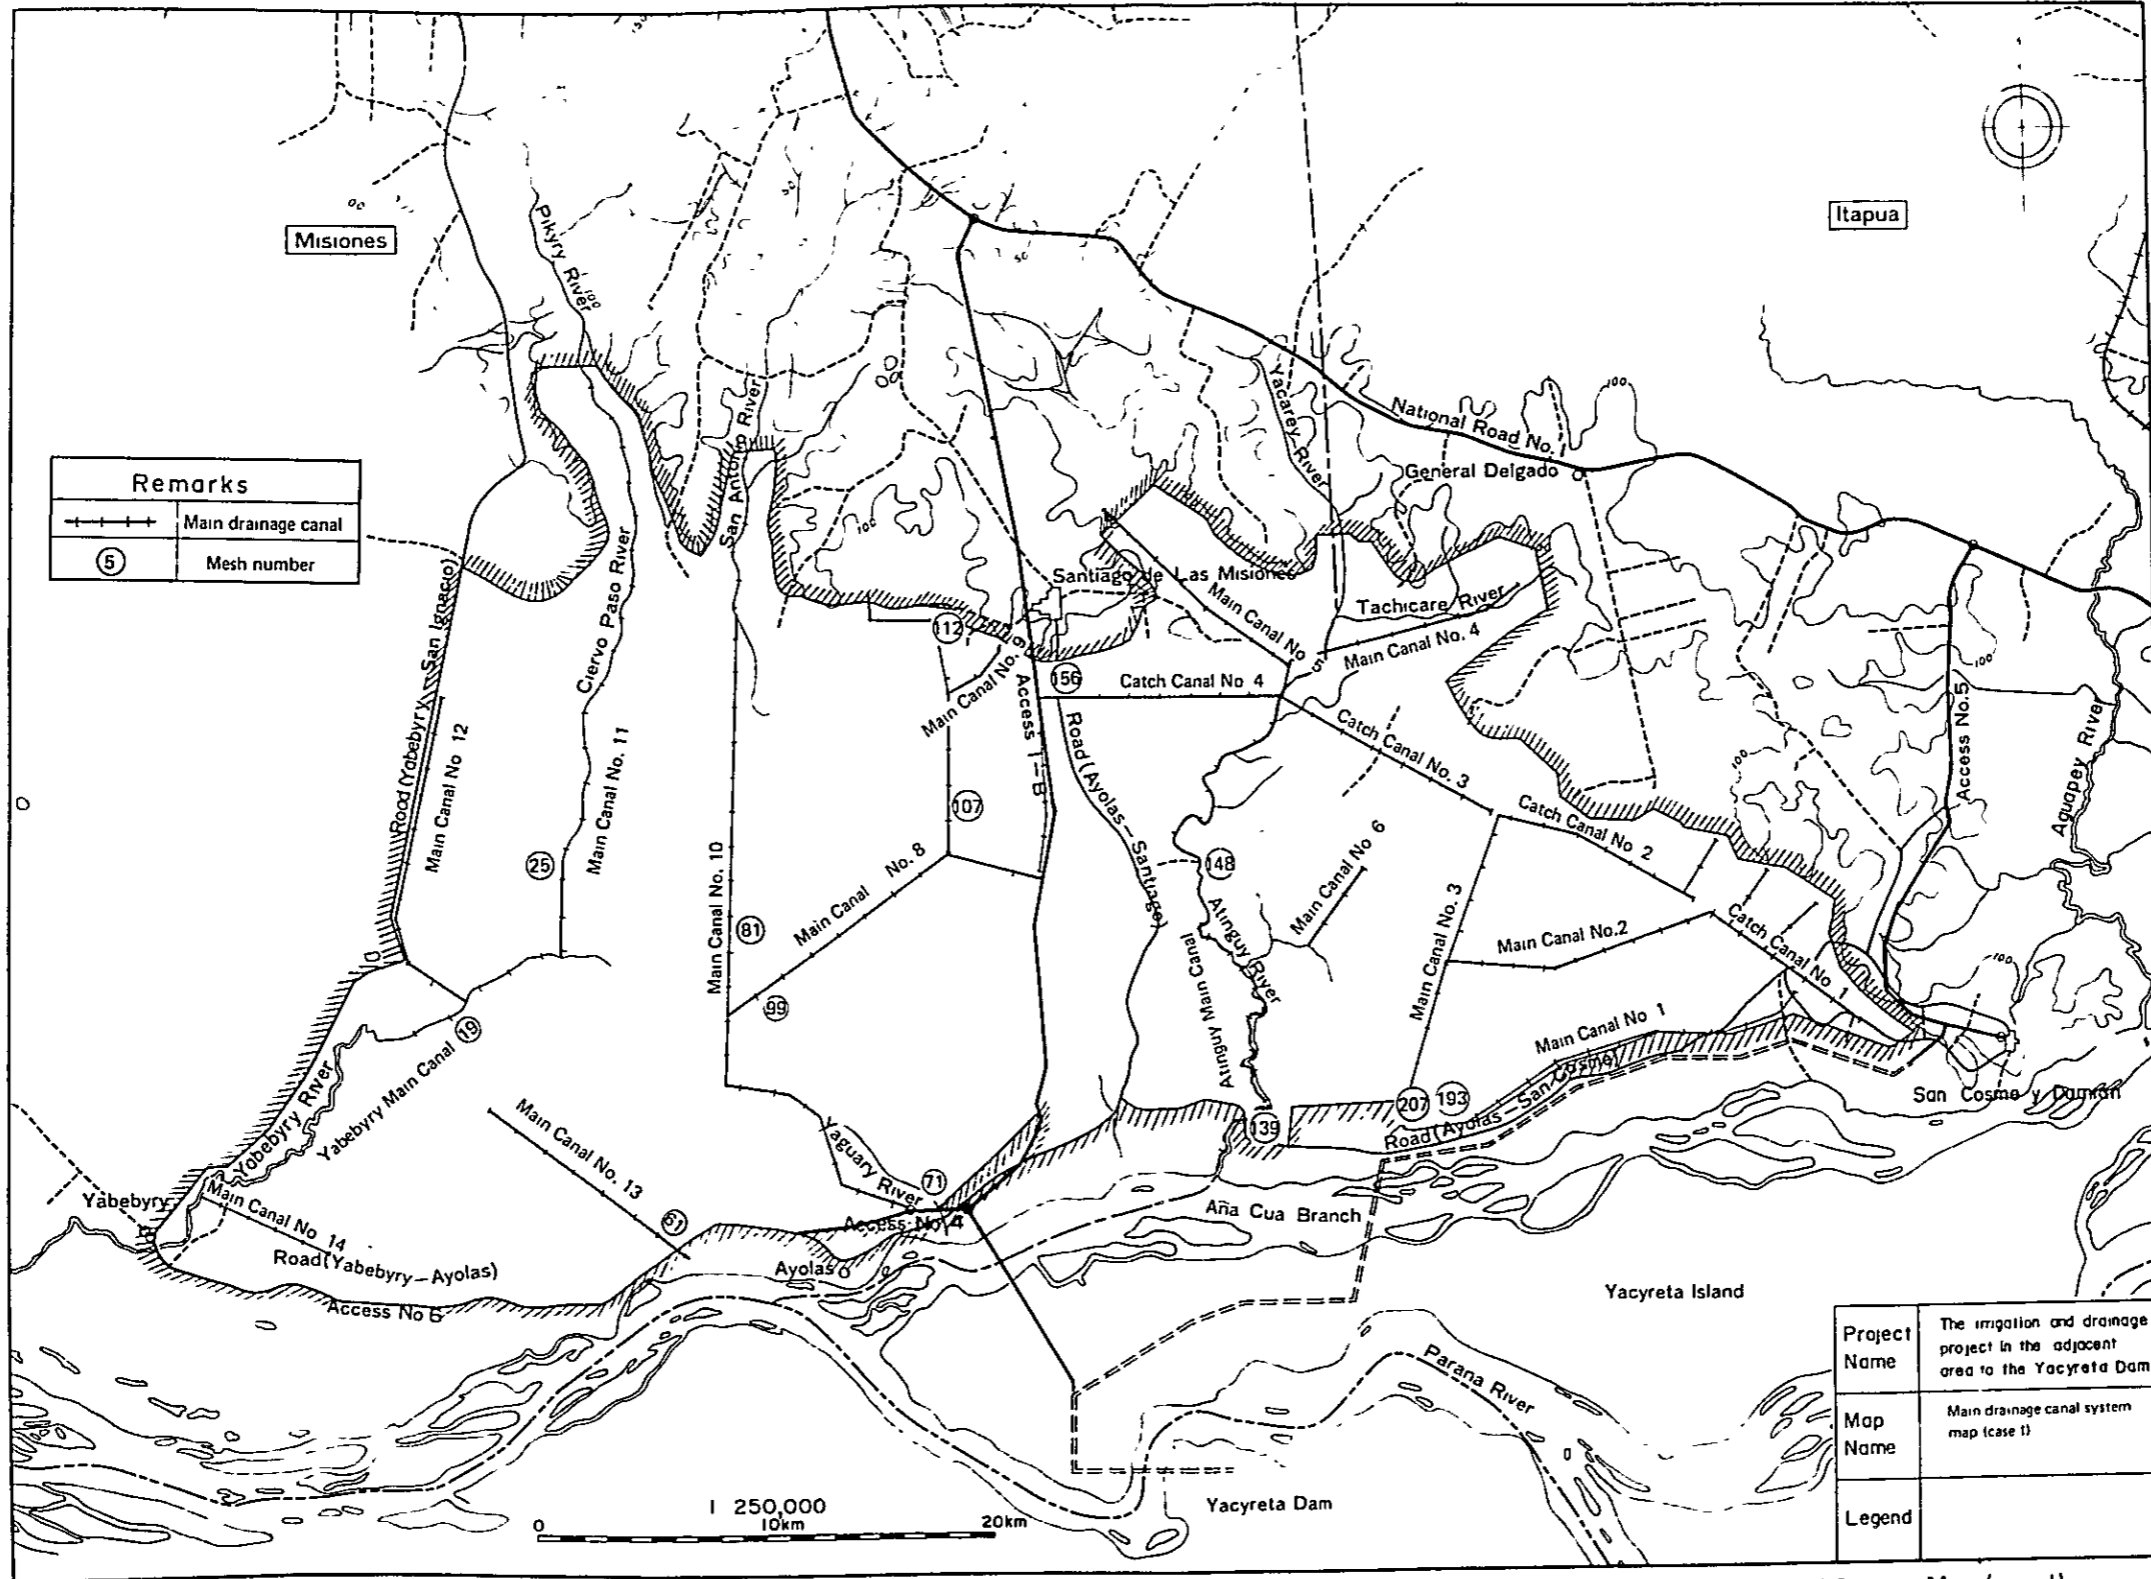 Misiones
Itapua
Pikyry River
100
50
50
San Antonio River
Yacarey River
National Road No.
100
General Delgado
Remarks
Main drainage canal
5 Mesh number
100
Ciervo Paso River
Santiago de Las Misiones
Tachicare River
Main Canal No 5
Main Canal No. 4
112
Main Canal No. 9
156
Catch Canal No 4
Access 1-B
Road (Ayolas-Santiago)
Catch Canal No. 3
Catch Canal No 2
Catch Canal No 1
Access No.5
100
100
100
Aguapey River
Road(Yabebyry-San Ignacio)
Main Canal No 12
Main Canal No. 11
25
Main Canal No. 10
81
Main Canal No. 8
107
99
148
Main Canal No 6
Atinguy River
Atinguy Main Canal
Main Canal No. 3
Main Canal No.2
Main Canal No 1
19
Yabebyry River
Yabebyry Main Canal
Main Canal No. 13
Yaguary River
71
139
207
193
Road (Ayolas-San Cosme)
San Cosme y Damian
Yabebyry
Main Canal No. 14
61
Access No 4
Aña Cua Branch
Road(Yabebyry-Ayolas)
Ayolas
Access No 6
Yacyreta Island
Parana River
Yacyreta Dam
1 250,000
0 10km 20km
Project Name
The irrigation and drainage
project in the adjacent
area to the Yacyreta Dam
Map Name
Main drainage canal system
map (case 1)
Legend